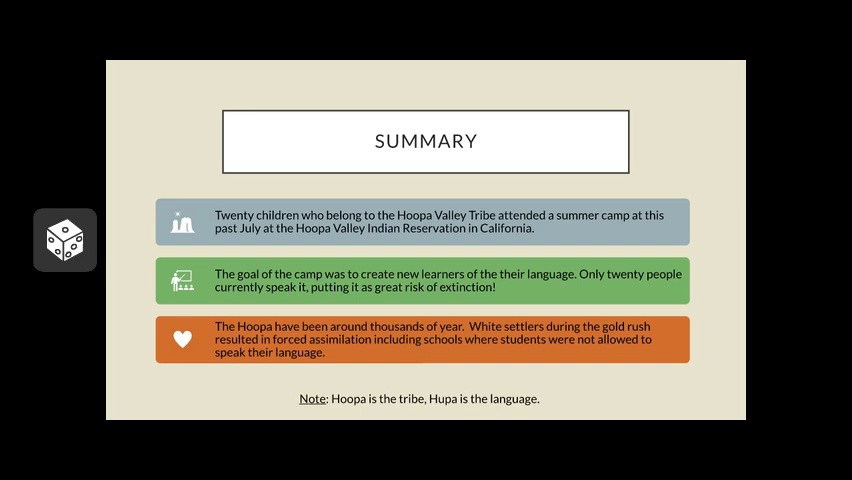 SUMMARY
Twenty children who belong to the Hoopa Valley Tribe attended a summer camp at this
past July at the Hoopa Valley Indian Reservation in California.
The goal of the camp was to create new learners of the their language. Only twenty people
currently speak it, putting it as great risk of extinction!
The Hoopa have been around thousands of year. White settlers during the gold rush
resulted in forced assimilation including schools where students were not allowed to
speak their language.
Note: Hoopa is the tribe, Hupa is the language.